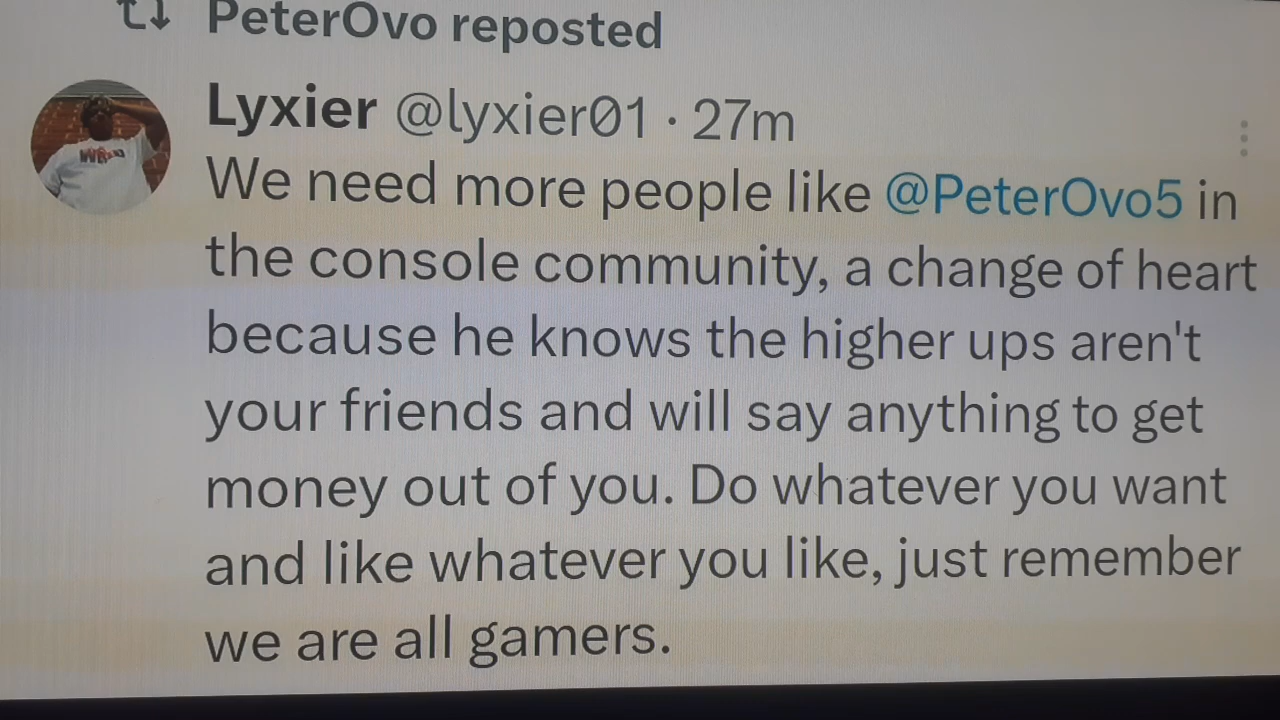 PeterOvo reposted
Lyxier @lyxier01 · 27m
We need more people like @PeterOvo5 in
the console community, a change of heart
because he knows the higher ups aren't
your friends and will say anything to get
money out of you. Do whatever you want
and like whatever you like, just remember
we are all gamers.